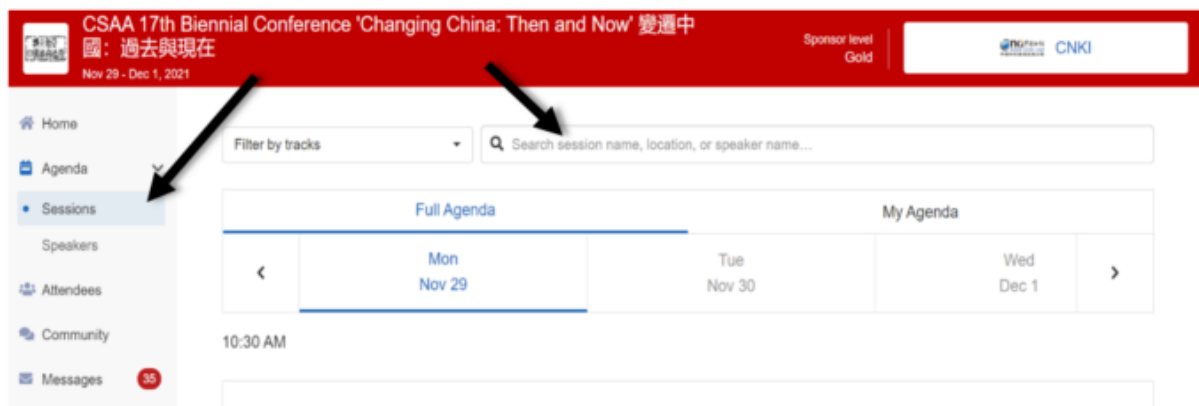 CSAA 17th Biennial Conference 'Changing China: Then and Now' 變遷中
國：過去與現在
Nov 29 - Dec 1, 2021
Sponsor level
Gold
CNKI
Home
Agenda
Sessions
Speakers
Attendees
Community
Messages 35
Filter by tracks
Search session name, location, or speaker name...
Full Agenda My Agenda
Mon Tue Wed
Nov 29 Nov 30 Dec 1
10:30 AM